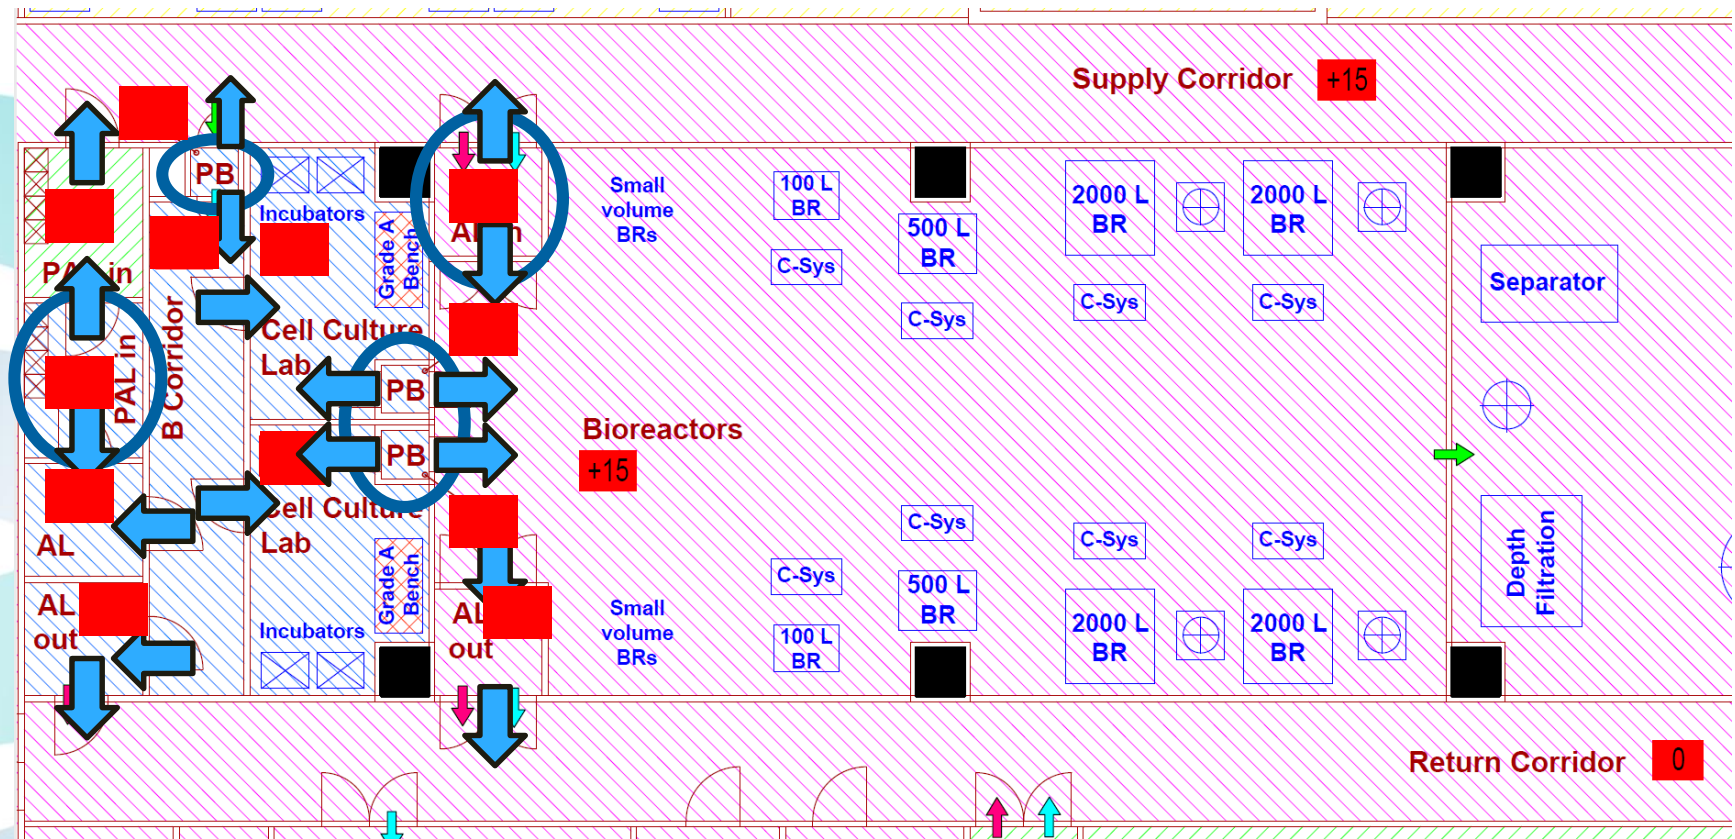 Supply Corridor +15
PB
Incubators
Grade A
Bench
PAL in
PAL in
B Corridor
Cell Culture
Lab
PB
PB
Cell Culture
Lab
Grade A
Bench
Incubators
AL
AL
out
AL
out
Small
volume
BRs
100 L
BR
C-Sys
500 L
BR
C-Sys
2000 L
BR
C-Sys
2000 L
BR
C-Sys
Separator
Bioreactors
+15
C-Sys
C-Sys
C-Sys
C-Sys
500 L
BR
100 L
BR
Small
volume
BRs
2000 L
BR
2000 L
BR
Depth
Filtration
Return Corridor 0